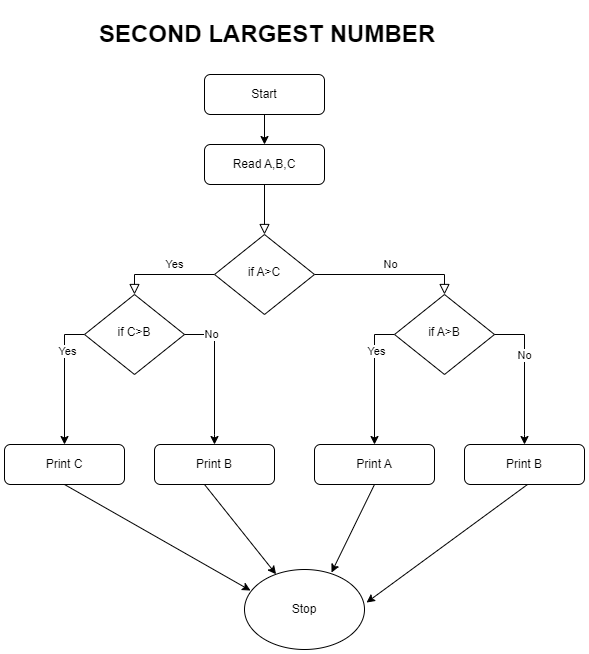 SECOND LARGEST NUMBER
Start
Read A,B,C
if A>C
Yes
No
if C>B
if A>B
Yes
No
Yes
No
Print C
Print B
Print A
Print B
Stop